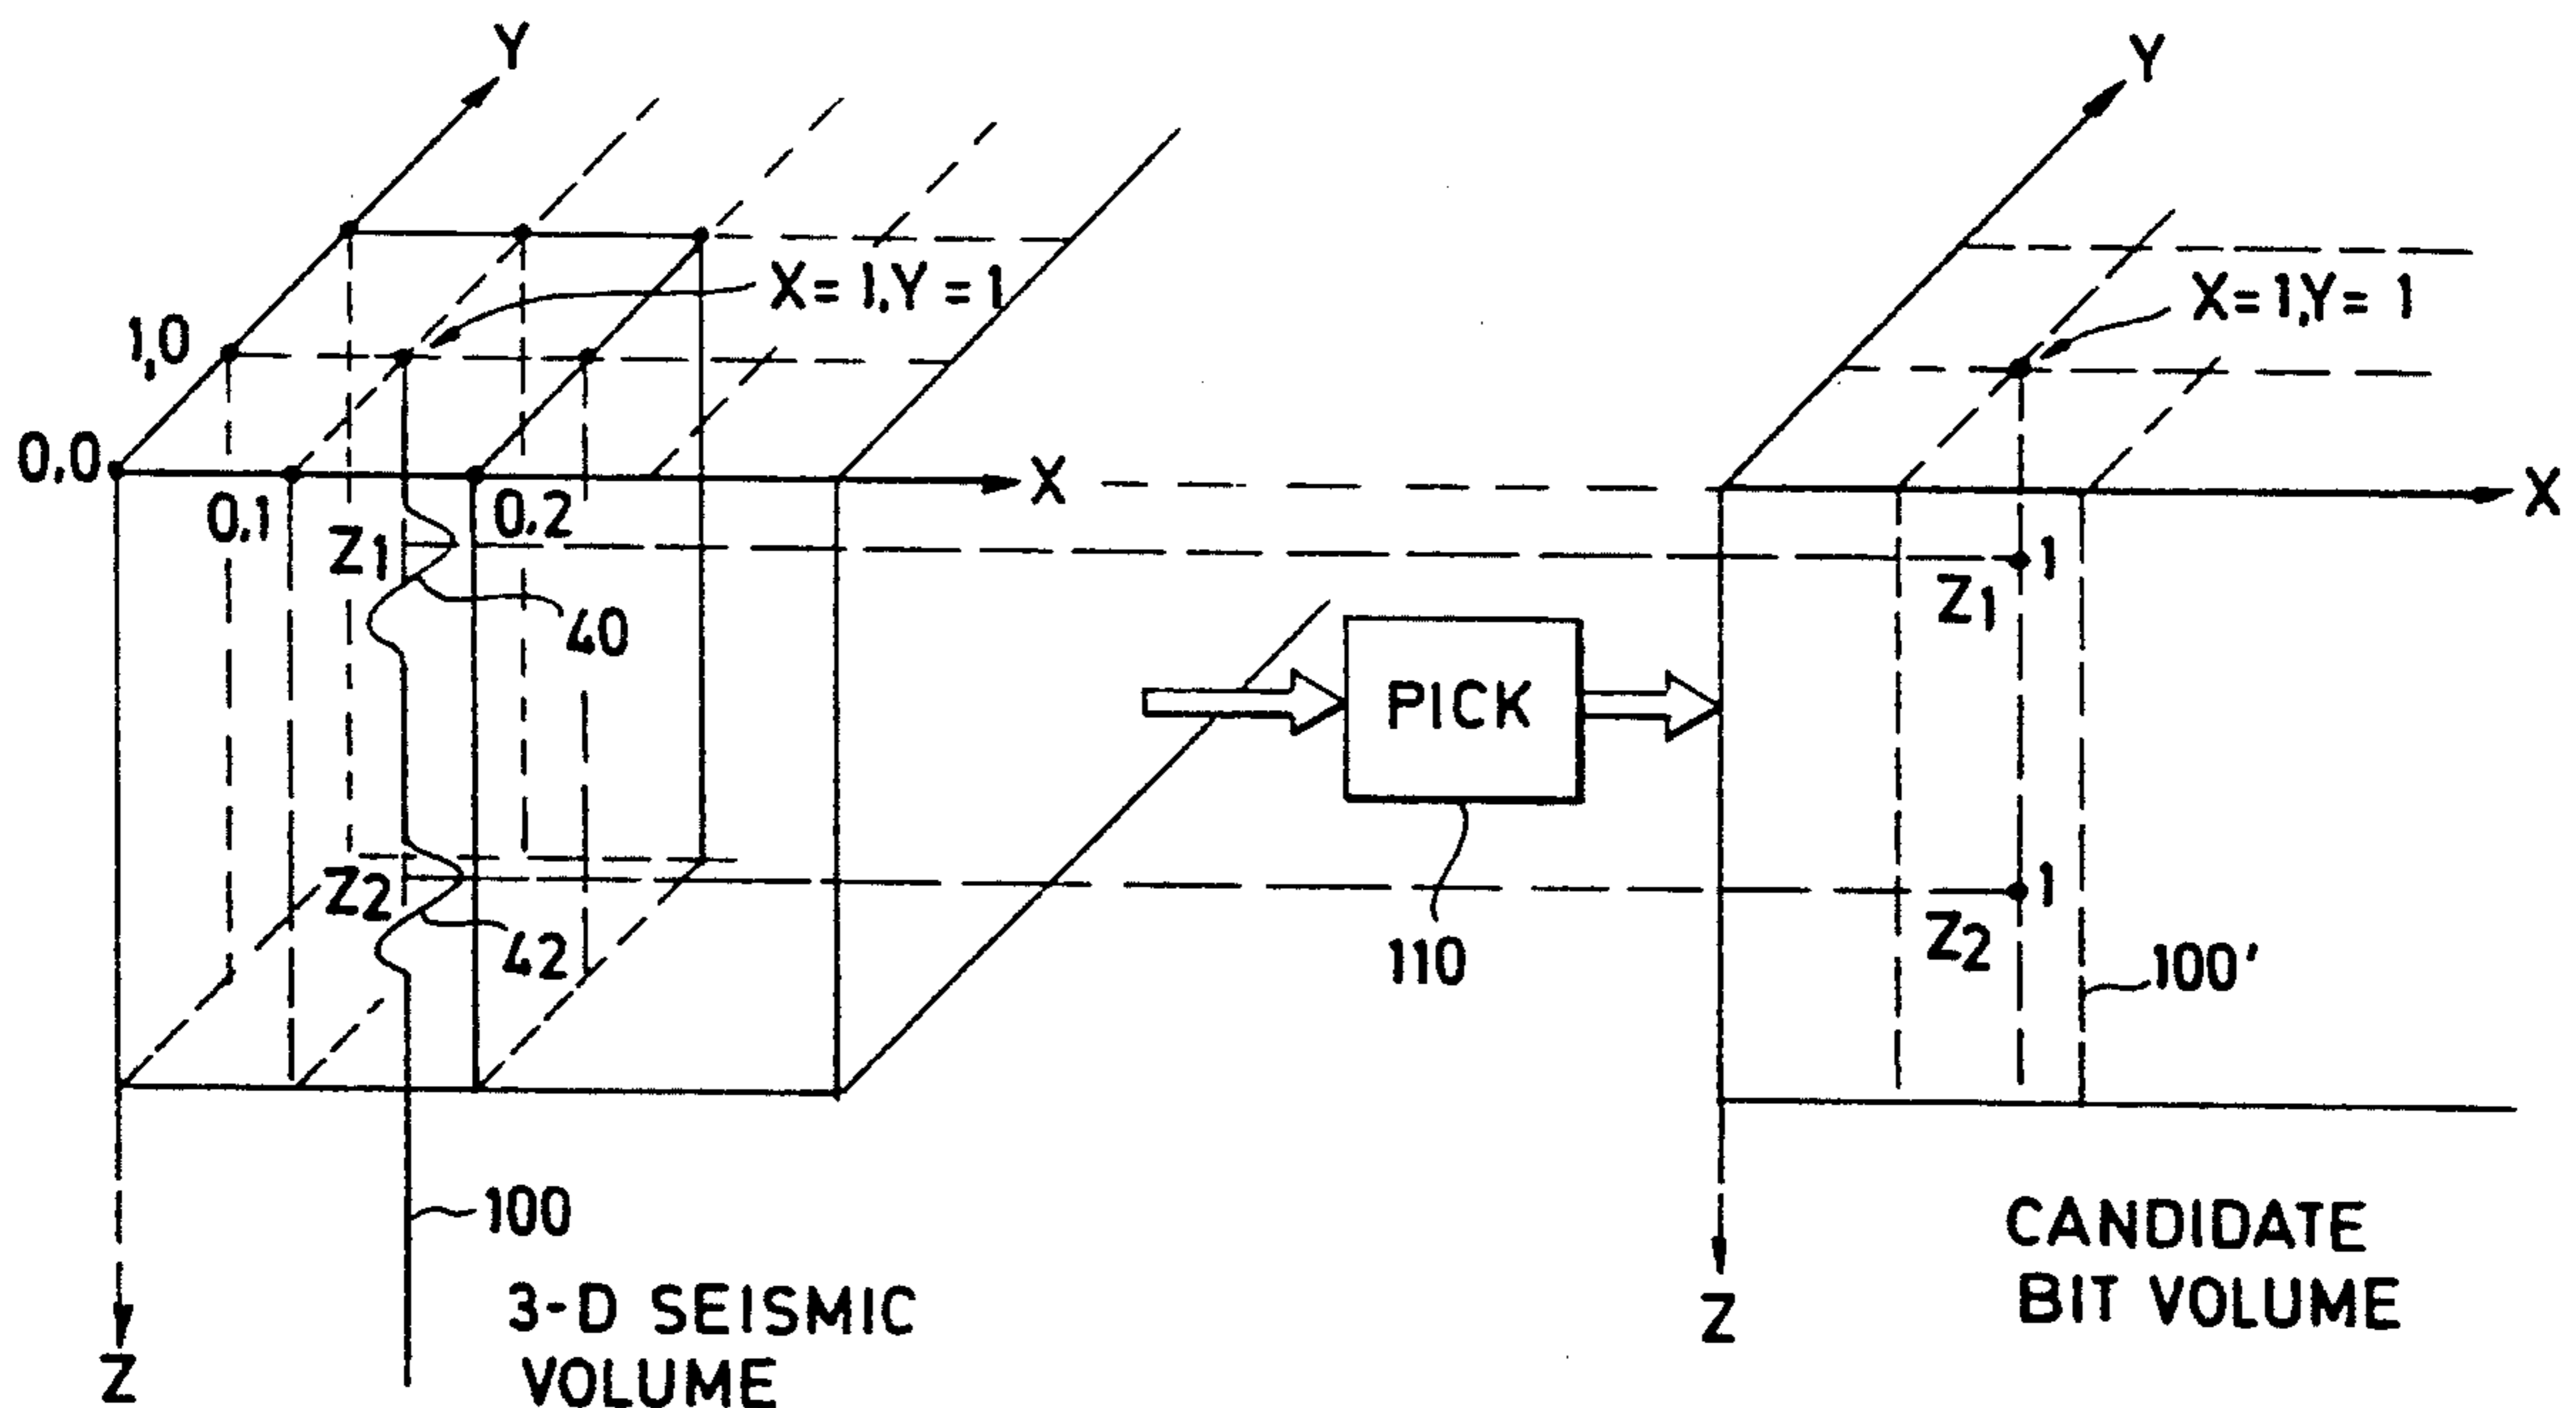 Y
Y
X=1,Y=1
X=1,Y=1
1,0
0,0
X
X
0,1
0,2
Z1
1
Z1
40
PICK
Z2
1
Z2
42
110
100'
100
CANDIDATE
BIT VOLUME
3-D SEISMIC
VOLUME
Z
Z